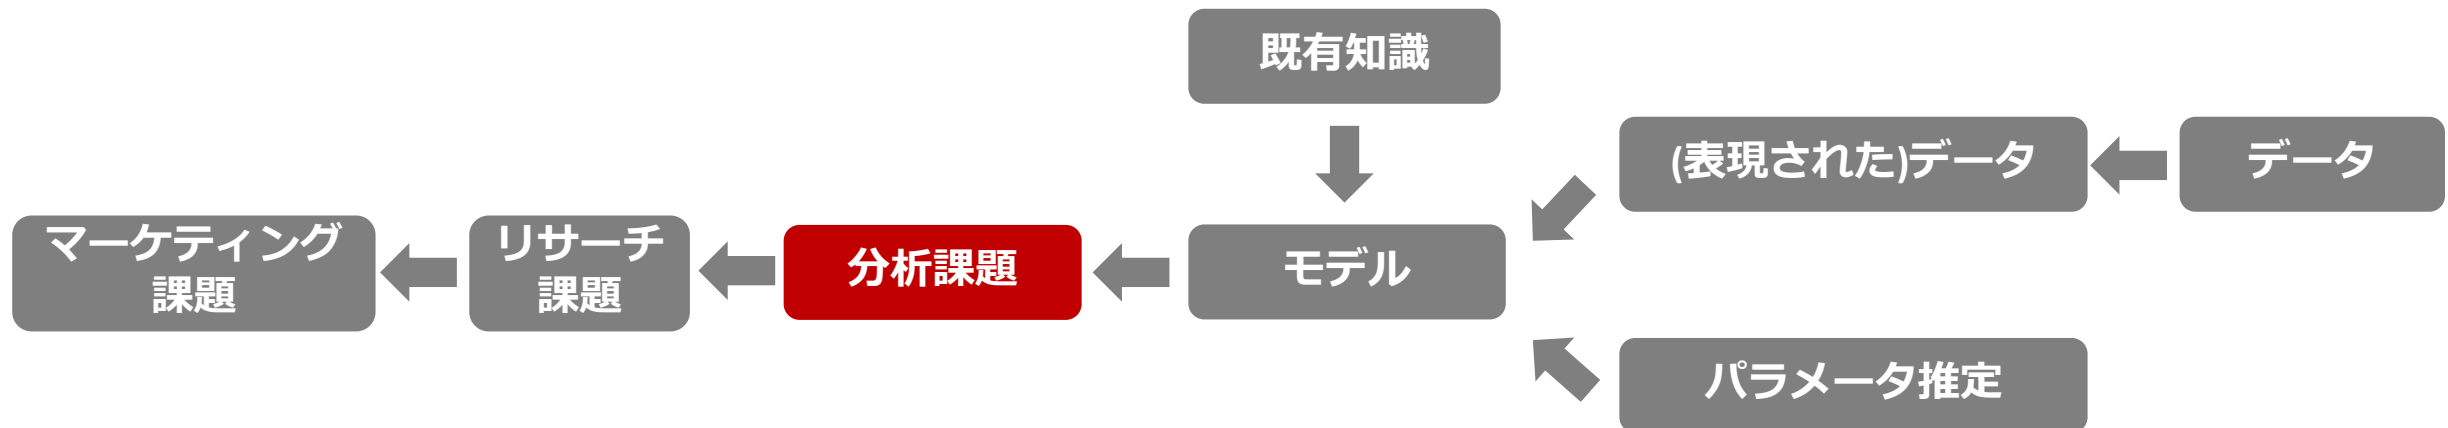 既有知識
(表現された)データ
データ
マーケティング
課題
リサーチ
課題
分析課題
モデル
パラメータ推定